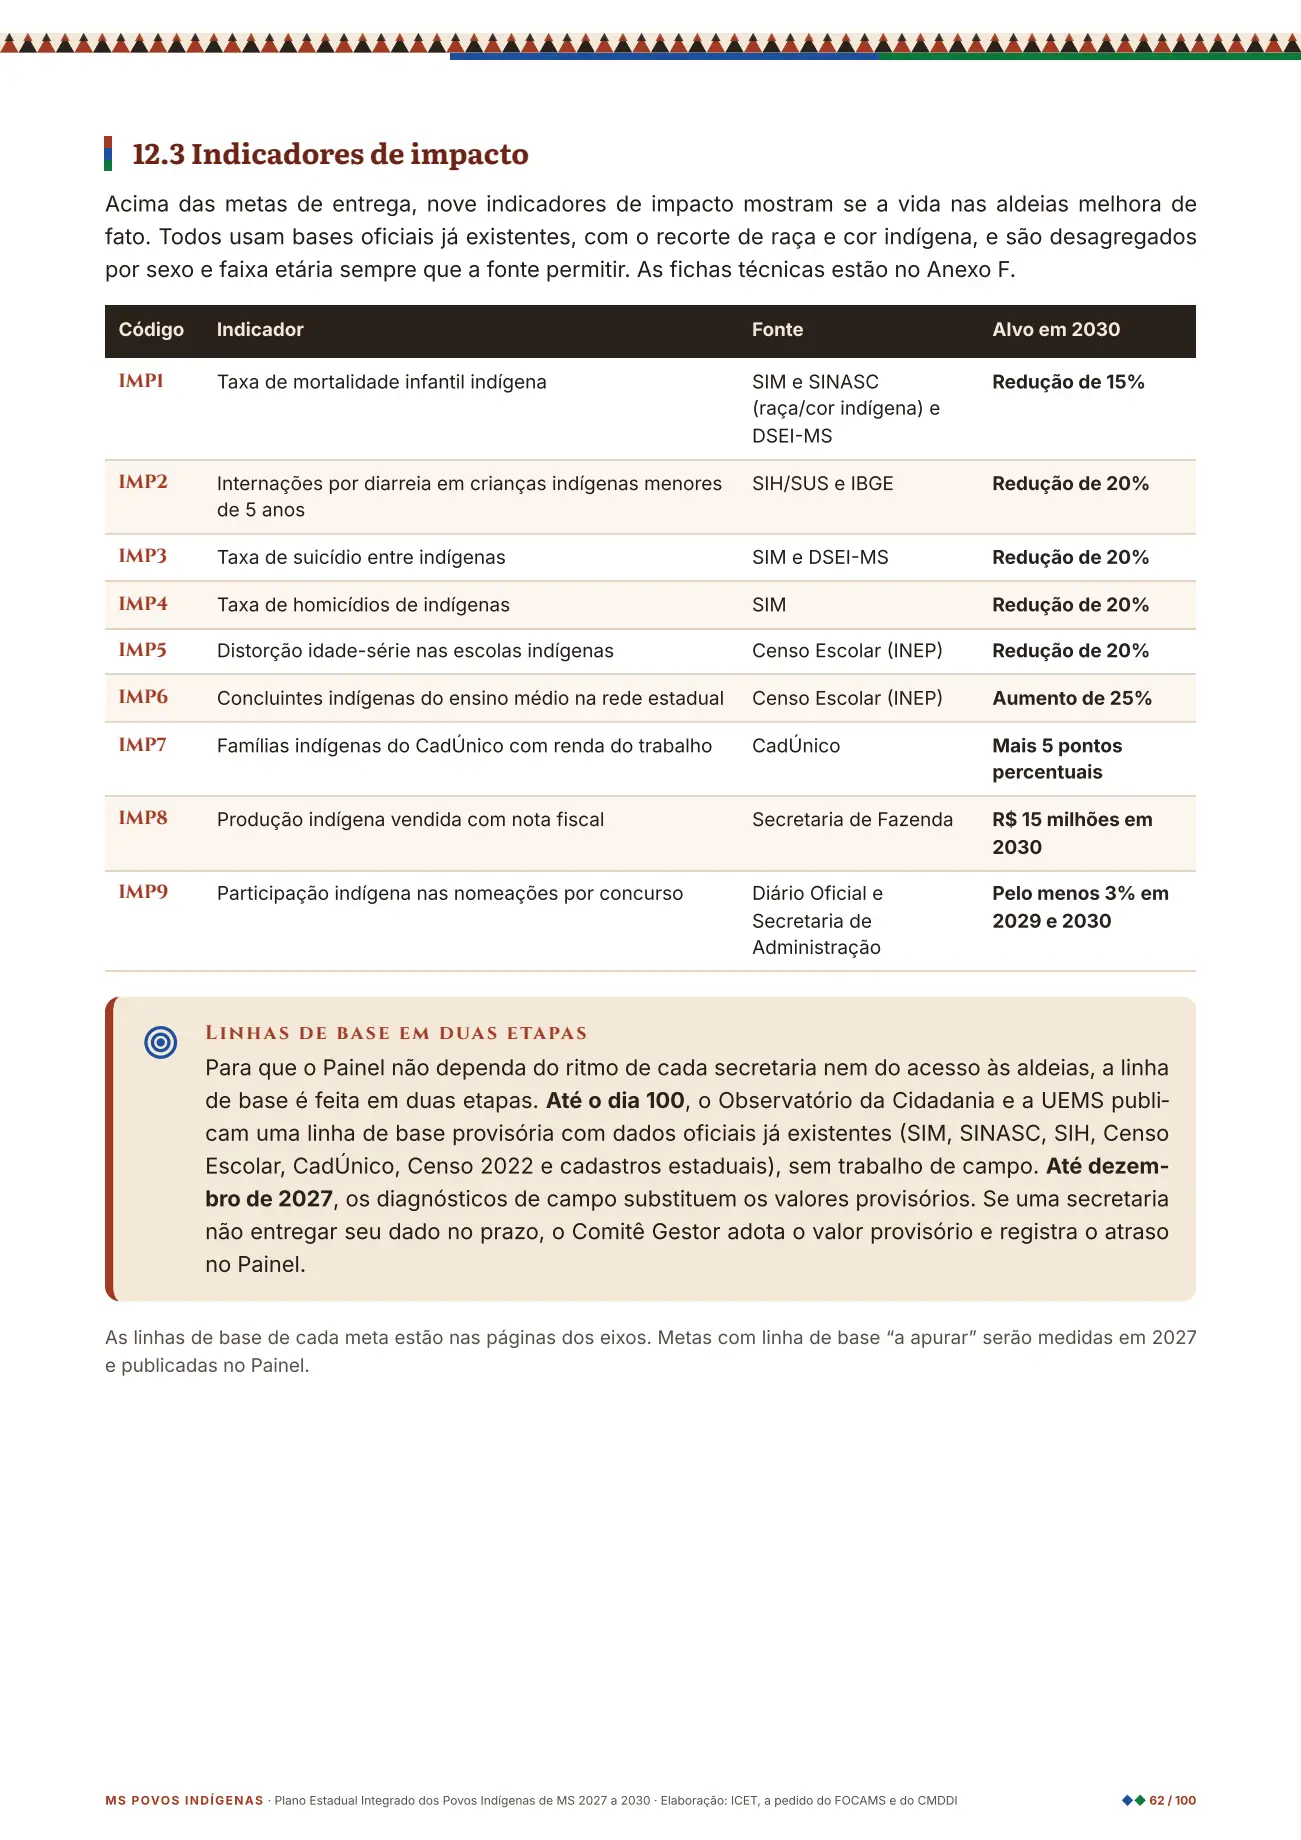 12.3 Indicadores de impacto
Acima das metas de entrega, nove indicadores de impacto mostram se a vida nas aldeias melhora de
fato. Todos usam bases oficiais já existentes, com o recorte de raça e cor indígena, e são desagregados
por sexo e faixa etária sempre que a fonte permitir. As fichas técnicas estão no Anexo F.
Código Indicador Fonte Alvo em 2030
IMP1 Taxa de mortalidade infantil indígena SIM e SINASC Redução de 15%
(raça/cor indígena) e
DSEI-MS
IMP2 Internações por diarreia em crianças indígenas menores SIH/SUS e IBGE Redução de 20%
de 5 anos
IMP3 Taxa de suicídio entre indígenas SIM e DSEI-MS Redução de 20%
IMP4 Taxa de homicídios de indígenas SIM Redução de 20%
IMP5 Distorção idade-série nas escolas indígenas Censo Escolar (INEP) Redução de 20%
IMP6 Concluintes indígenas do ensino médio na rede estadual Censo Escolar (INEP) Aumento de 25%
IMP7 Famílias indígenas do CadÚnico com renda do trabalho CadÚnico Mais 5 pontos
percentuais
IMP8 Produção indígena vendida com nota fiscal Secretaria de Fazenda R$ 15 milhões em
2030
IMP9 Participação indígena nas nomeações por concurso Diário Oficial e Pelo menos 3% em
Secretaria de 2029 e 2030
Administração
Linhas de base em duas etapas
Para que o Painel não dependa do ritmo de cada secretaria nem do acesso às aldeias, a linha
de base é feita em duas etapas. Até o dia 100, o Observatório da Cidadania e a UEMS publi-
cam uma linha de base provisória com dados oficiais já existentes (SIM, SINASC, SIH, Censo
Escolar, CadÚnico, Censo 2022 e cadastros estaduais), sem trabalho de campo. Até dezem-
bro de 2027, os diagnósticos de campo substituem os valores provisórios. Se uma secretaria
não entregar seu dado no prazo, o Comitê Gestor adota o valor provisório e registra o atraso
no Painel.
As linhas de base de cada meta estão nas páginas dos eixos. Metas com linha de base “a apurar” serão medidas em 2027
e publicadas no Painel.
MS POVOS INDÍGENAS · Plano Estadual Integrado dos Povos Indígenas de MS 2027 a 2030 · Elaboração: ICET, a pedido do FOCAMS e do CMDDI 62 / 100